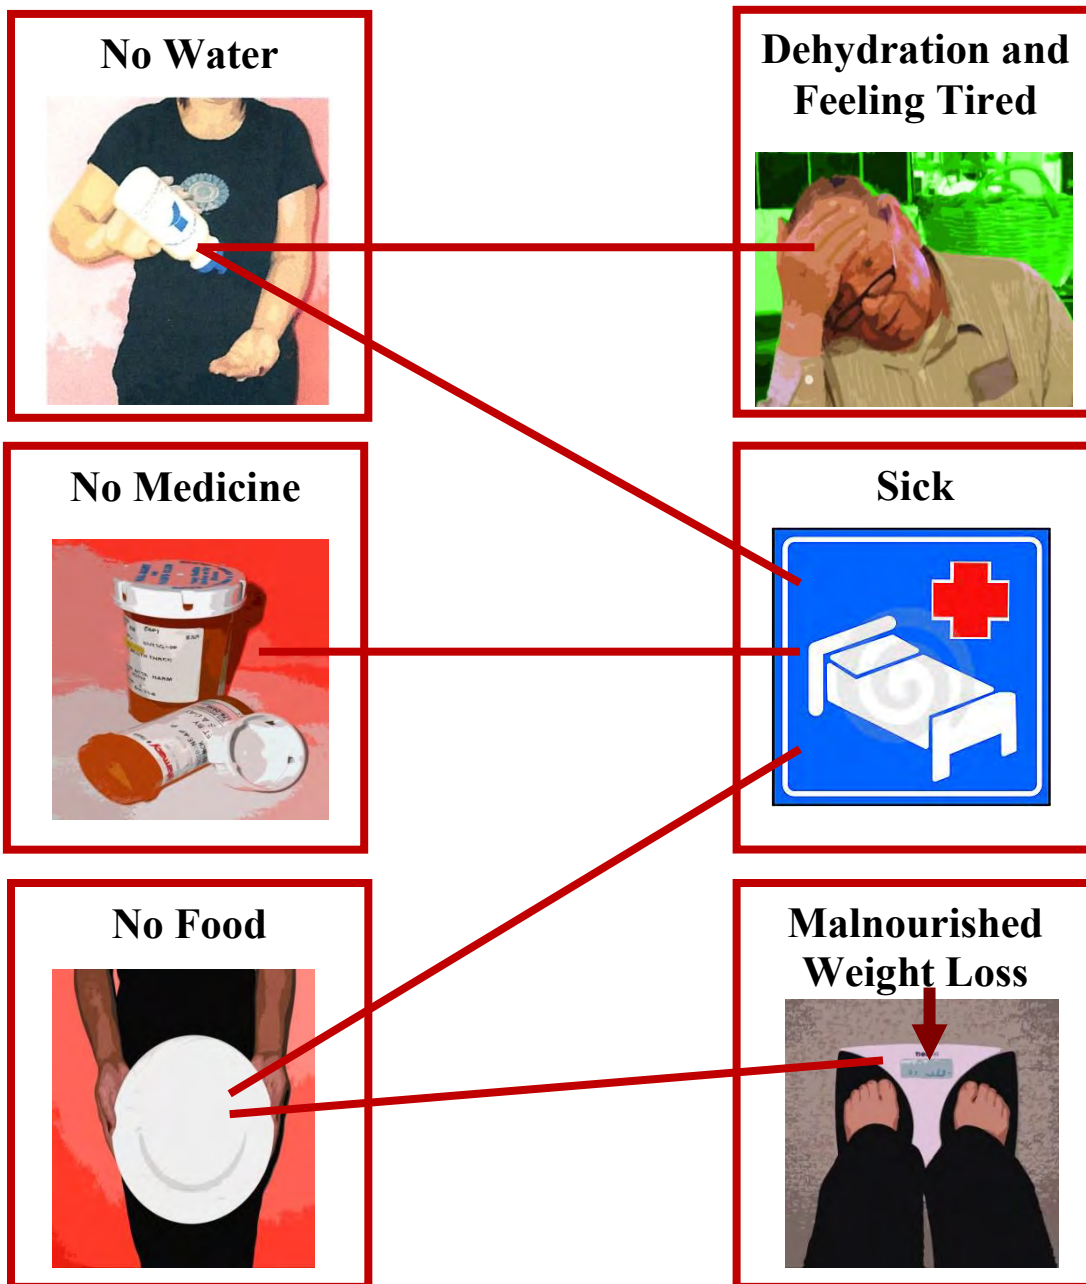 No Water
Dehydration and
Feeling Tired
No Medicine
Sick
No Food
Malnourished
Weight Loss